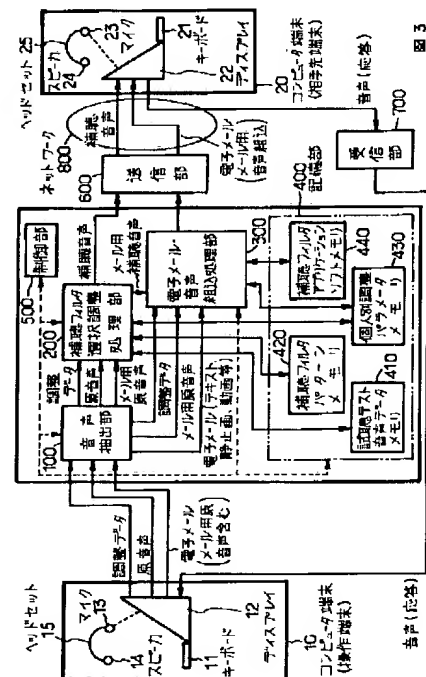 ヘッドセット
15
マイク
13
14
スピーカ
11
キーボード
12
ディスプレイ
10
コンピュータ端末
(操作端末)
調整データ
原音声
電子メール
(メール用原
音声含む)
100
音声
抽出部
調整
データ
原音声
メール用
原音声
調整データ
メール用原音声
電子メール(テキスト、
静止画、動画等)
500
制御部
200
補聴フィルタ
選択調整
処理部
補聴音声
メール用
補聴音声
電子メール・
音声
組込処理部
300
400
記憶部
420
補聴フィルタ
パターン
メモリ
440
補聴フィルタ
アプリケーション
ソフトメモリ
410
試聴テスト
音声データ
メモリ
430
個人別調整
パラメータ
メモリ
600
送信部
ネットワーク
800
補聴
音声
電子メール
(メール用
音声組込)
ヘッドセット
25
スピーカ
24
23
マイク
21
キーボード
22
ディスプレイ
20
コンピュータ端末
(相手先端末)
音声(応答)
700
受信部
音声(応答)
図3